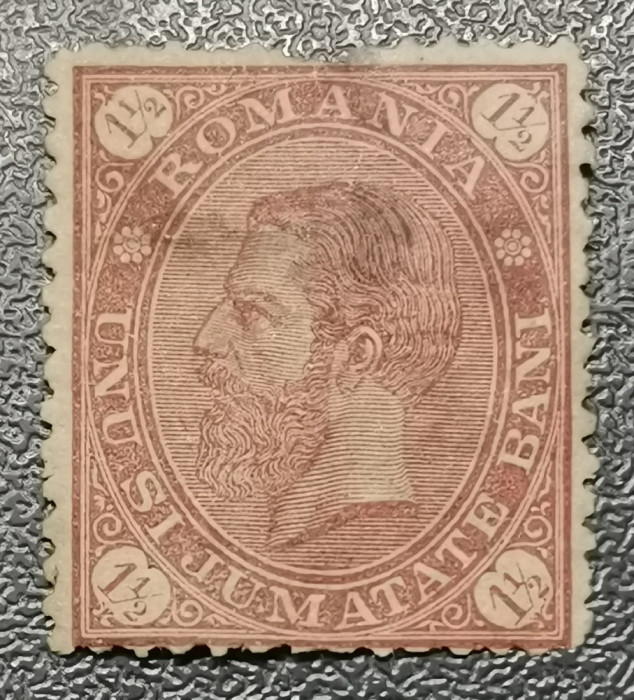 1½ 1½
ROMANIA
UNU SI JUMATATE BANI
1½ 1½